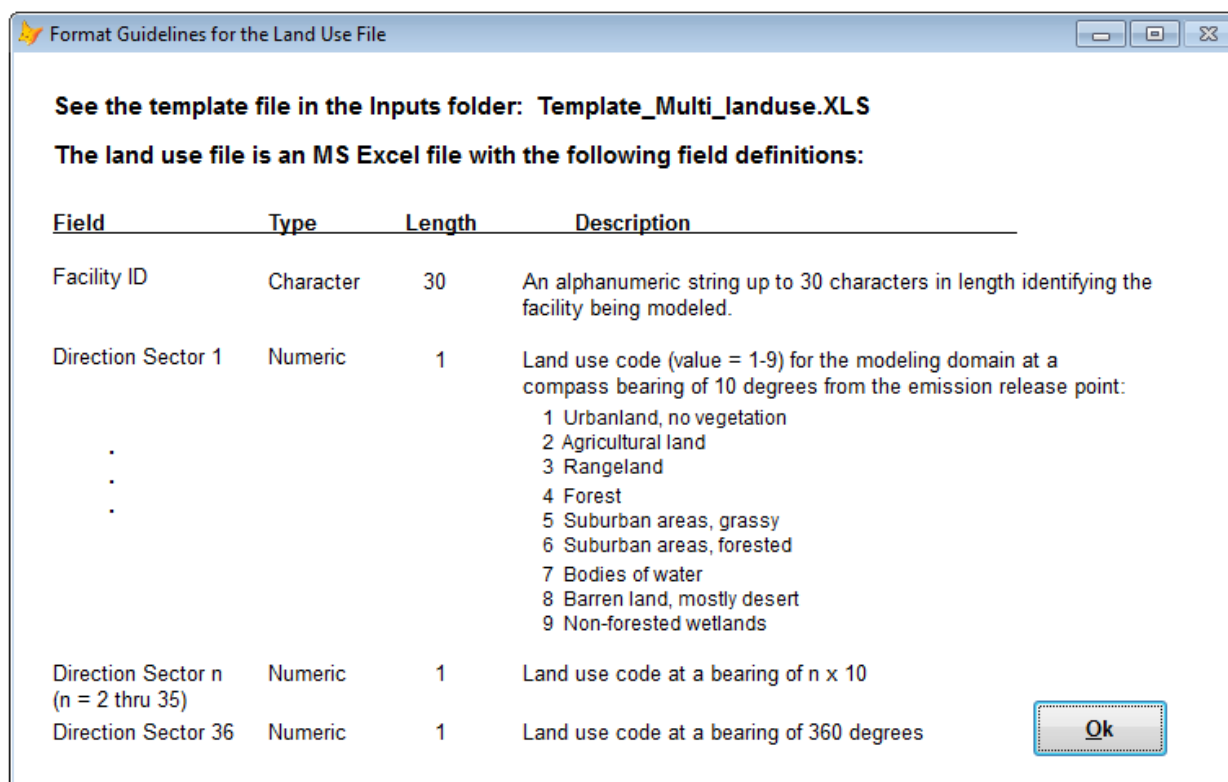 Format Guidelines for the Land Use File
See the template file in the Inputs folder: Template_Multi_landuse.XLS
The land use file is an MS Excel file with the following field definitions:
Field Type Length Description
Facility ID Character 30 An alphanumeric string up to 30 characters in length identifying the
facility being modeled.
Direction Sector 1 Numeric 1 Land use code (value = 1-9) for the modeling domain at a
compass bearing of 10 degrees from the emission release point:
1 Urbanland, no vegetation
2 Agricultural land
3 Rangeland
4 Forest
5 Suburban areas, grassy
6 Suburban areas, forested
7 Bodies of water
8 Barren land, mostly desert
9 Non-forested wetlands
.
.
.
Direction Sector n Numeric 1 Land use code at a bearing of n x 10
(n = 2 thru 35)
Direction Sector 36 Numeric 1 Land use code at a bearing of 360 degrees
Ok